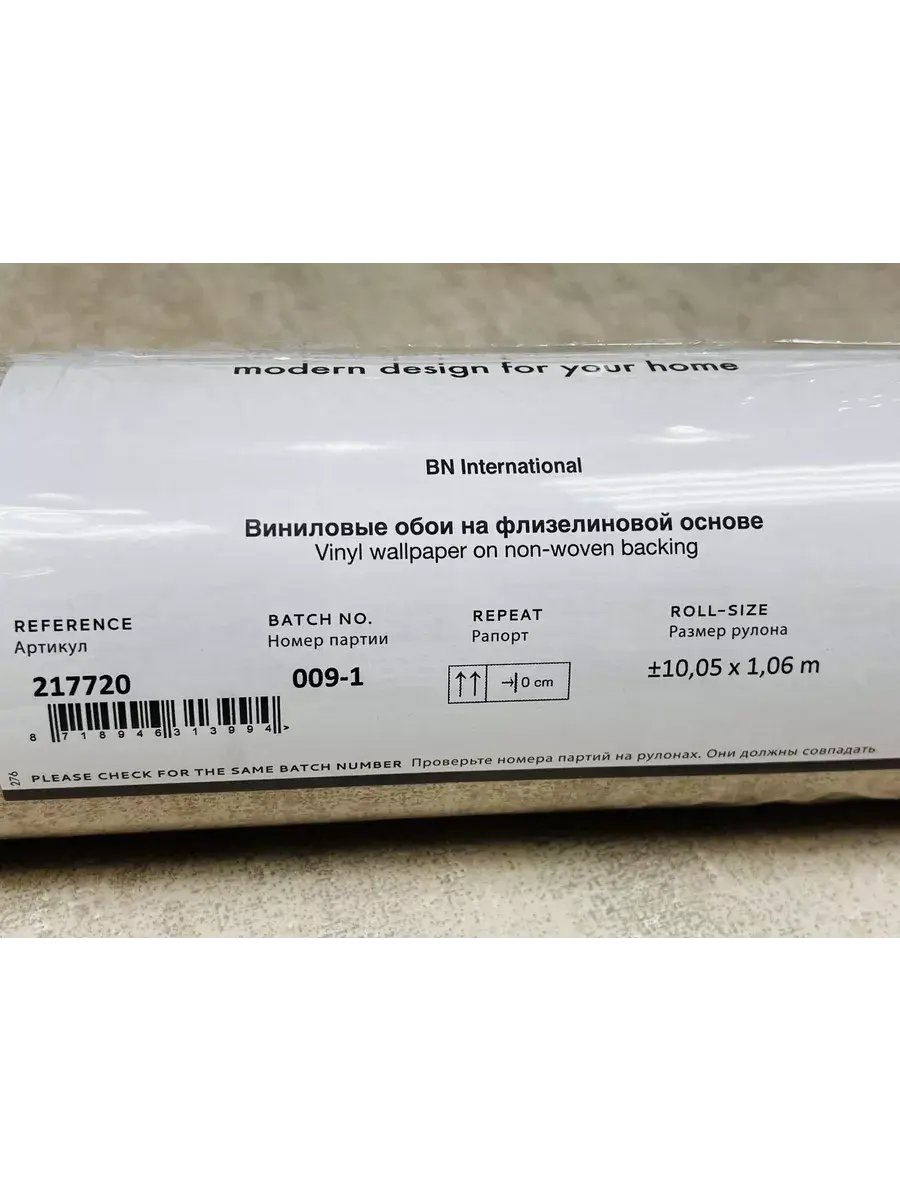 modern design for your home
BN International
Виниловые обои на флизелиновой основе
Vinyl wallpaper on non-woven backing
REFERENCE
Артикул
217720
8 718946 313994 >
BATCH NO.
Номер партии
009-1
REPEAT
Рапорт
0 cm
ROLL-SIZE
Размер рулона
±10,05 x 1,06 m
276
PLEASE CHECK FOR THE SAME BATCH NUMBER Проверьте номера партий на рулонах. Они должны совпадать